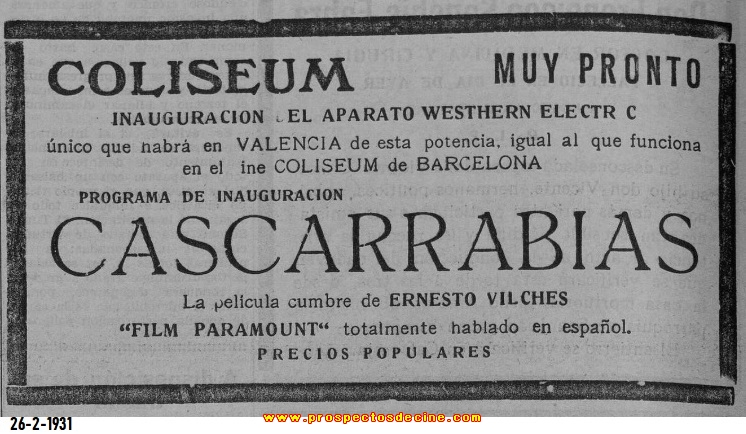 COLISEUM MUY PRONTO
INAUGURACION EL APARATO WESTHERN ELECTR C
único que nabrá en VALENCIA de esta potencia, igual al que funciona
en el ine COLISEUM de BARCELONA
PROGRAMA DE INAUGURACION
CASCARRABIAS
La pelicula cumbre de ERNESTO VILCHES
"FILM PARAMOUNT" totalmente hablado en español.
PRECIOS POPULARES
www.prospectosdecine.com
26-2-1931